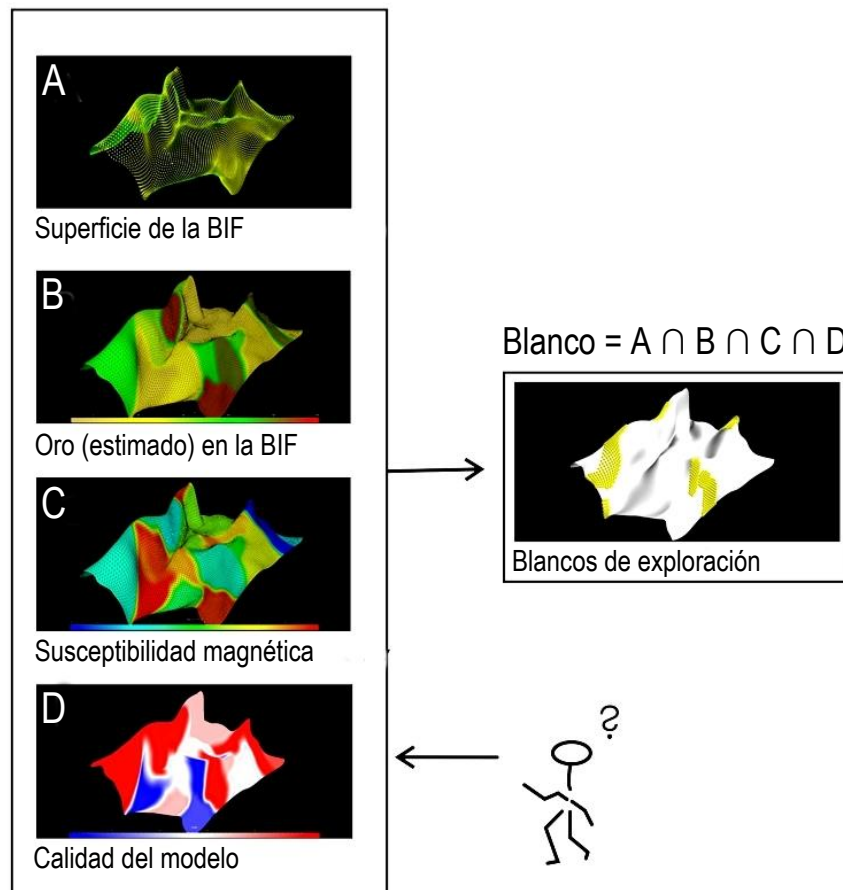 A
Superficie de la BIF
B
Oro (estimado) en la BIF
C
Susceptibilidad magnética
D
Calidad del modelo
Blanco = A ∩ B ∩ C ∩ D
Blancos de exploración
?